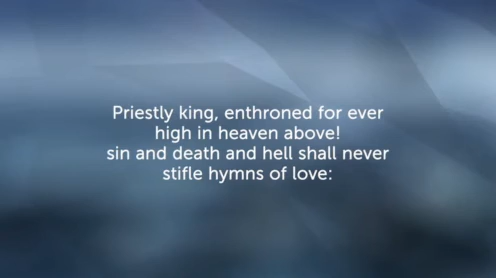 Priestly king, enthroned for ever
high in heaven above!
sin and death and hell shall never
stifle hymns of love: